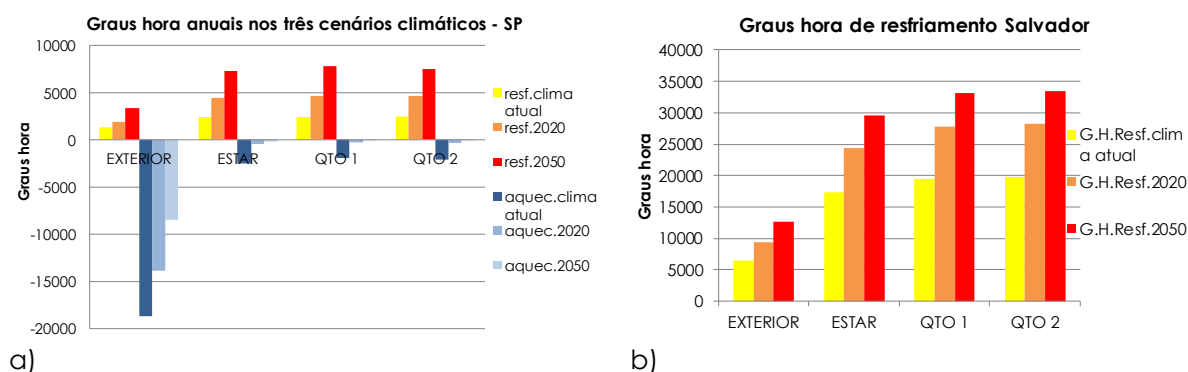 Graus hora anuais nos três cenários climáticos - SP
10000
5000
0
-5000
-10000
-15000
-20000
Graus hora
EXTERIOR
ESTAR
QTO 1
QTO 2
resf.clima
atual
resf.2020
resf.2050
aquec.clima
atual
aquec.2020
aquec.2050
a)
Graus hora de resfriamento Salvador
40000
35000
30000
25000
20000
15000
10000
5000
0
Graus hora
EXTERIOR
ESTAR
QTO 1
QTO 2
G.H.Resf.clim
a atual
G.H.Resf.2020
G.H.Resf.2050
b)